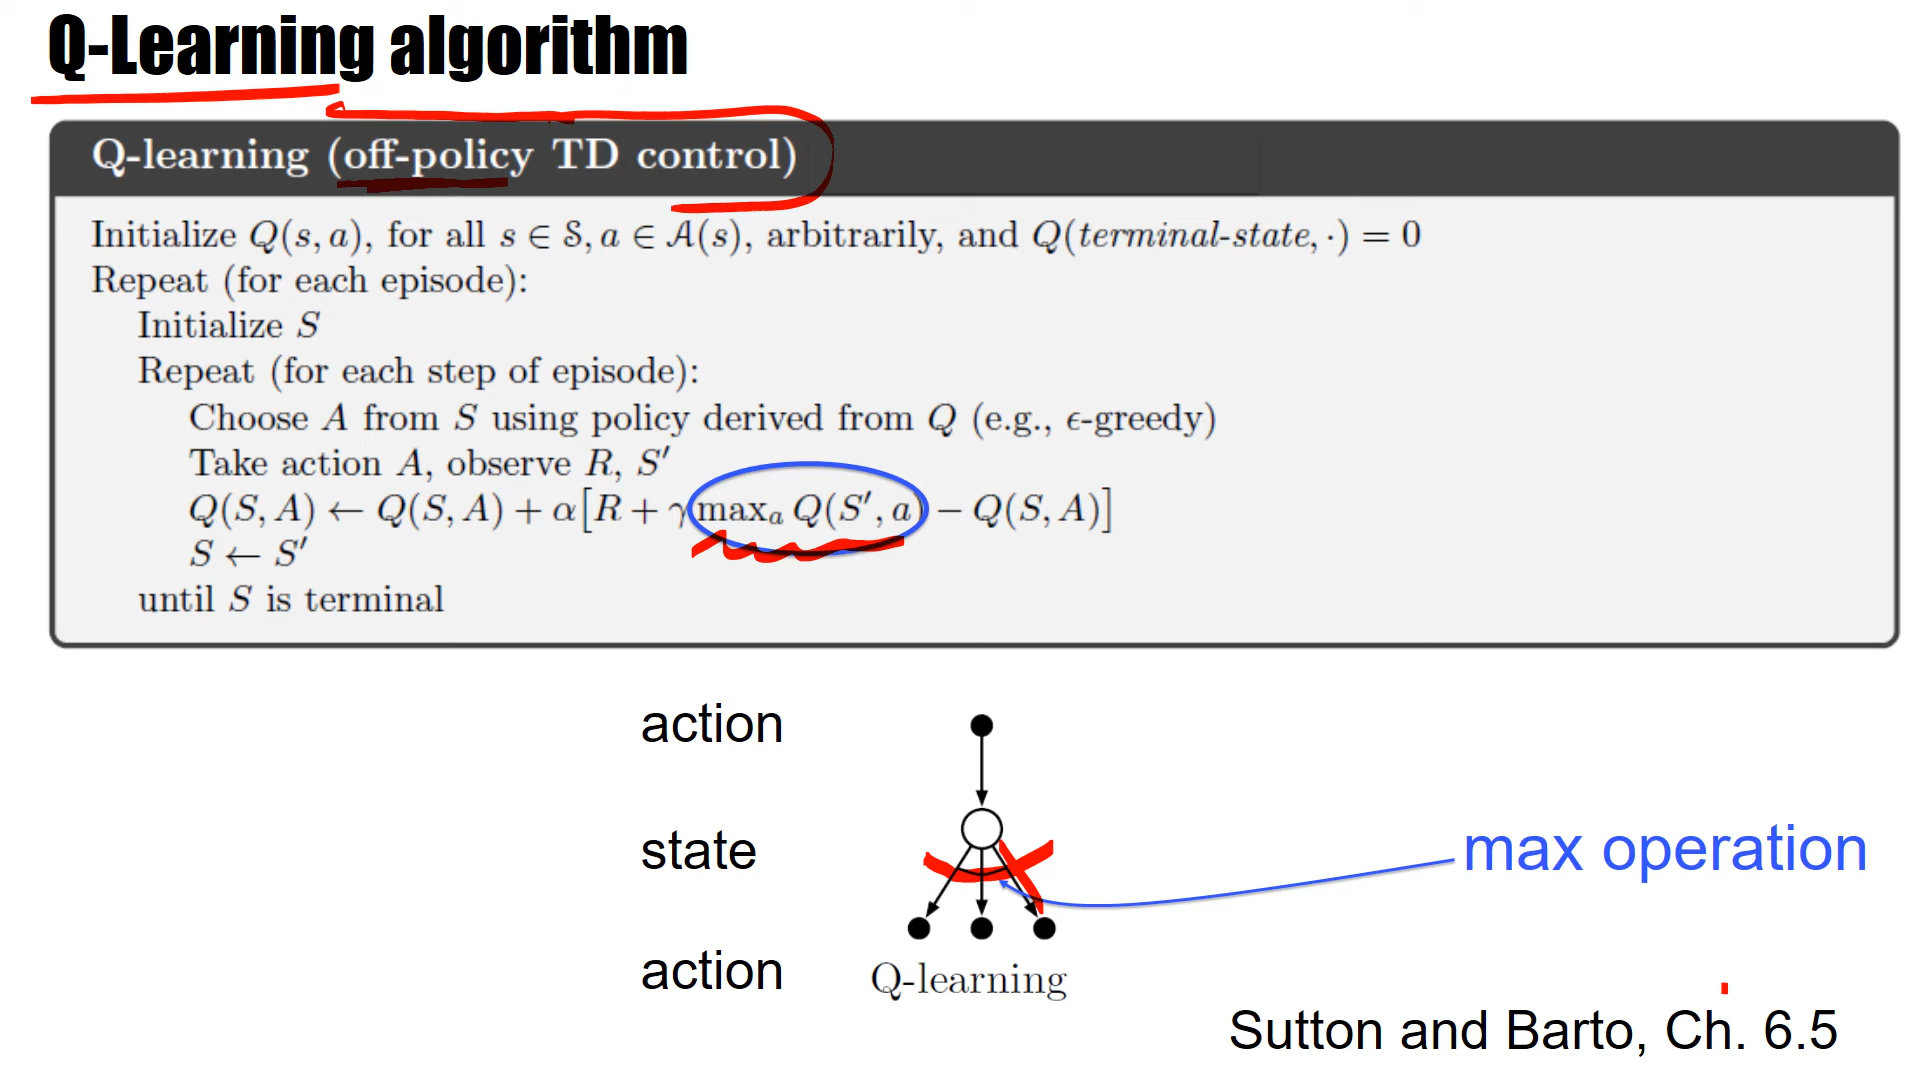 Q-Learning algorithm
Q-learning (off-policy TD control)
Initialize Q(s, a), for all s ∈ 𝒮, a ∈ 𝒜(s), arbitrarily, and Q(terminal-state, ·) = 0
Repeat (for each episode):
Initialize S
Repeat (for each step of episode):
Choose A from S using policy derived from Q (e.g., ϵ-greedy)
Take action A, observe R, S′
Q(S, A) ← Q(S, A) + α[R + γ maxₐ Q(S′, a) − Q(S, A)]
S ← S′
until S is terminal
action
state
max operation
action
Q-learning
Sutton and Barto, Ch. 6.5